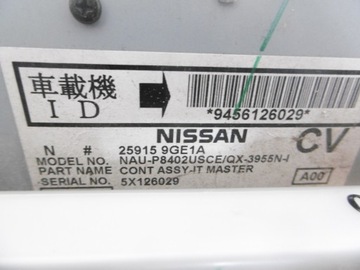 車載機
ID
*9456126029*
NISSAN
CV
N # 25915 9GE1A
MODEL NO. NAU-P8402USCE/QX-3955N-I
PART NAME CONT ASSY-IT MASTER
SERIAL NO. 5X126029
A00